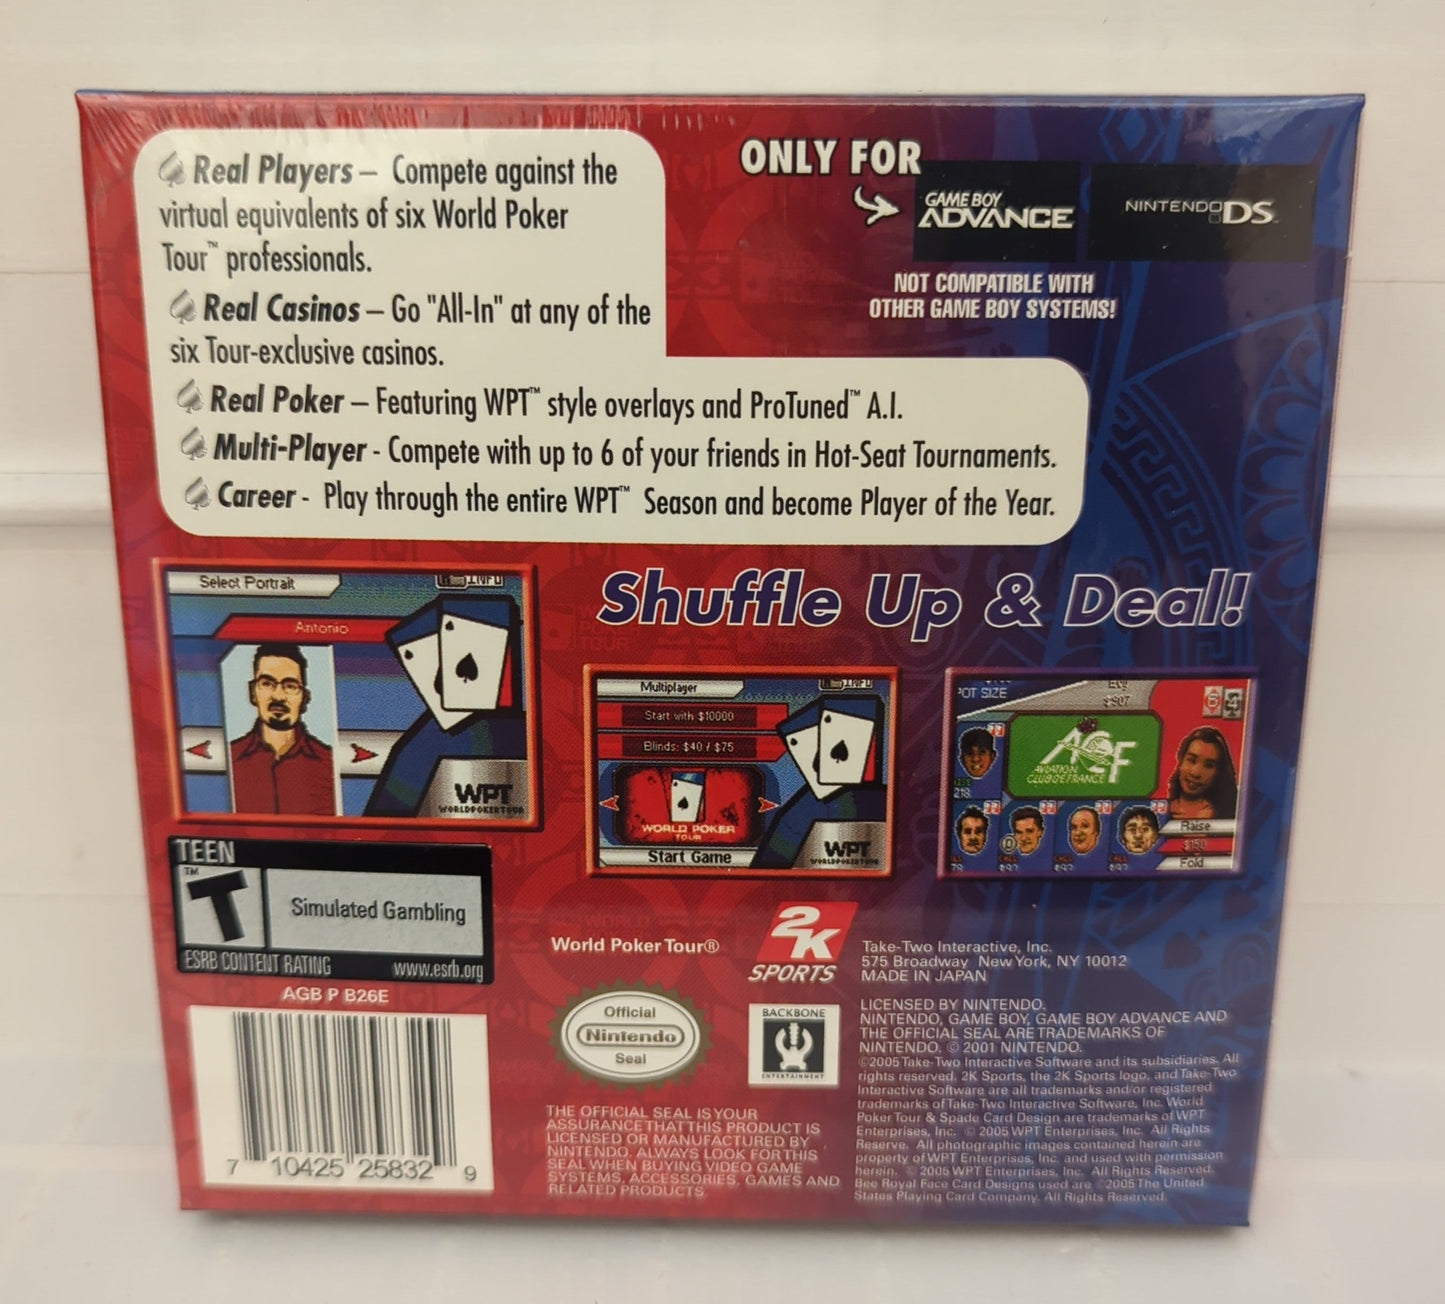 Real Players – Compete against the
virtual equivalents of six World Poker
Tour™ professionals.
Real Casinos – Go "All-In" at any of the
six Tour-exclusive casinos.
Real Poker – Featuring WPT™ style overlays and ProTuned™ A.I.
Multi-Player - Compete with up to 6 of your friends in Hot-Seat Tournaments.
Career - Play through the entire WPT™ Season and become Player of the Year.
ONLY FOR
GAME BOY
ADVANCE
NINTENDO DS™
NOT COMPATIBLE WITH
OTHER GAME BOY SYSTEMS!
Shuffle Up & Deal!
Select Portrait
INFO
Antonio
WPT
WORLDPOKERTOUR
Multiplayer
INFO
Start with $10000
Blinds: $40 / $75
WORLD POKER
TOUR
Start Game
WPT
WORLDPOKERTOUR
POT SIZE
$907
6 4
ACF
AVIATION
CLUB DE FRANCE
218
Raise
$150
Fold
TEEN
T™
Simulated Gambling
ESRB CONTENT RATING www.esrb.org
AGB P B26E
7 10425 25832 9
World Poker Tour®
2K
SPORTS
Take-Two Interactive, Inc.
575 Broadway New York, NY 10012
MADE IN JAPAN
Official
Nintendo
Seal
BACKBONE
ENTERTAINMENT
THE OFFICIAL SEAL IS YOUR
ASSURANCE THAT THIS PRODUCT IS
LICENSED OR MANUFACTURED BY
NINTENDO. ALWAYS LOOK FOR THIS
SEAL WHEN BUYING VIDEO GAME
SYSTEMS, ACCESSORIES, GAMES AND
RELATED PRODUCTS.
LICENSED BY NINTENDO.
NINTENDO, GAME BOY, GAME BOY ADVANCE AND
THE OFFICIAL SEAL ARE TRADEMARKS OF
NINTENDO. © 2001 NINTENDO.
©2005 Take-Two Interactive Software and its subsidiaries. All
rights reserved. 2K Sports, the 2K Sports logo, and Take-Two
Interactive Software are all trademarks and/or registered
trademarks of Take-Two Interactive Software, Inc. World
Poker Tour & Spade Card Design are trademarks of WPT
Enterprises, Inc. © 2005 WPT Enterprises, Inc. All Rights
Reserve. All photographic images contained herein are
property of WPT Enterprises, Inc. and used with permission
herein. © 2005 WPT Enterprises, Inc. All Rights Reserved.
Bee Royal Face Card Designs used are ©2005 The United
States Playing Card Company. All Rights Reserved.